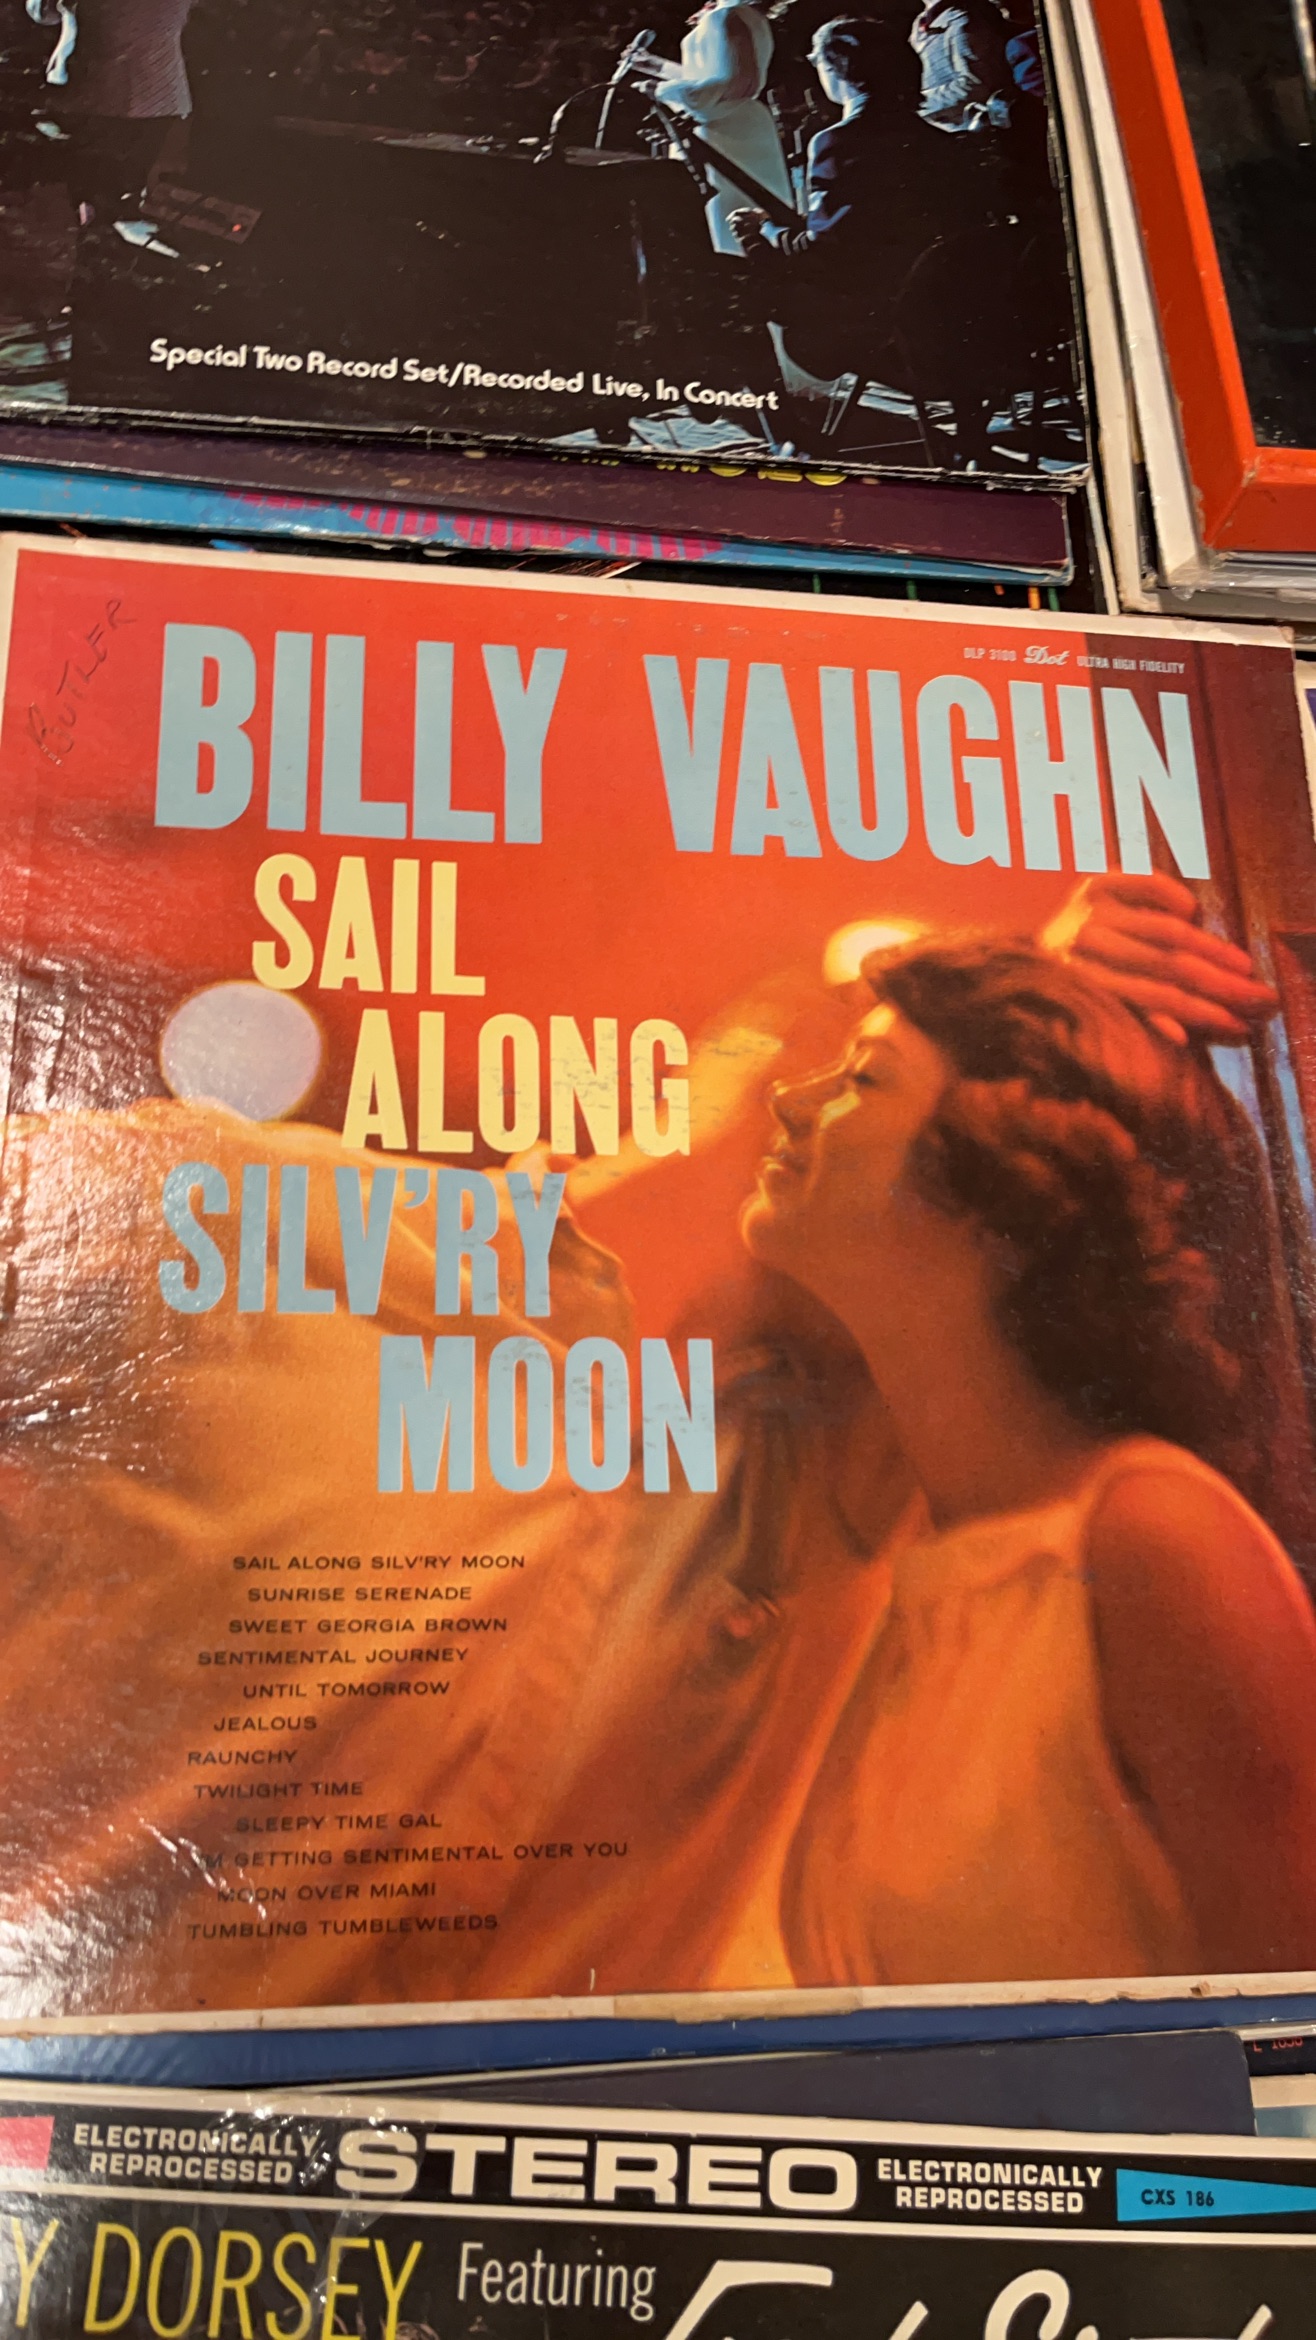 Special Two Record Set/Recorded Live, In Concert
BUTLER
DLP 3100 Dot ULTRA HIGH FIDELITY
BILLY VAUGHN
SAIL
ALONG
SILV'RY
MOON
SAIL ALONG SILV'RY MOON
SUNRISE SERENADE
SWEET GEORGIA BROWN
SENTIMENTAL JOURNEY
UNTIL TOMORROW
JEALOUS
RAUNCHY
TWILIGHT TIME
SLEEPY TIME GAL
I'M GETTING SENTIMENTAL OVER YOU
MOON OVER MIAMI
TUMBLING TUMBLEWEEDS
ELECTRONICALLY
REPROCESSED
STEREO
ELECTRONICALLY
REPROCESSED
CXS 186
Y DORSEY Featuring